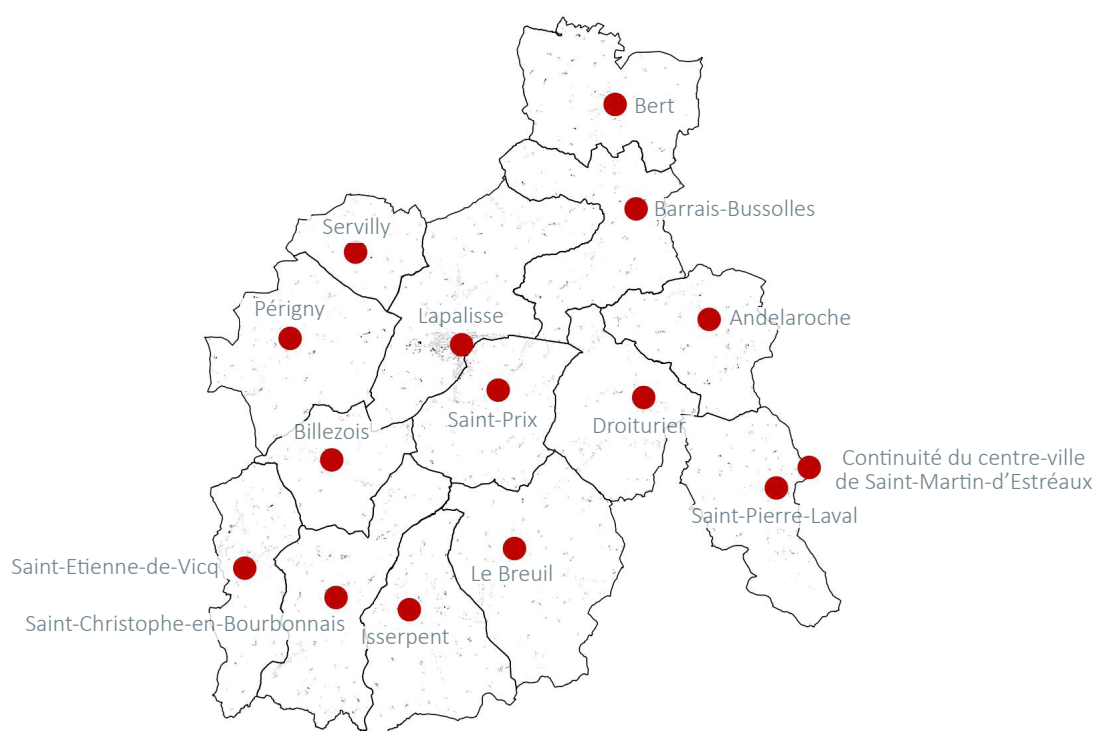 Bert
Barrais-Bussolles
Servilly
Périgny
Lapalisse
Andelaroche
Saint-Prix
Droiturier
Billezois
Continuité du centre-ville
de Saint-Martin-d'Estréaux
Saint-Pierre-Laval
Saint-Etienne-de-Vicq
Le Breuil
Saint-Christophe-en-Bourbonnais
Isserpent